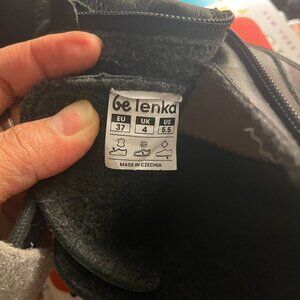 be lenka
EU UK US
37 4 5.5
MADE IN CZECHIA